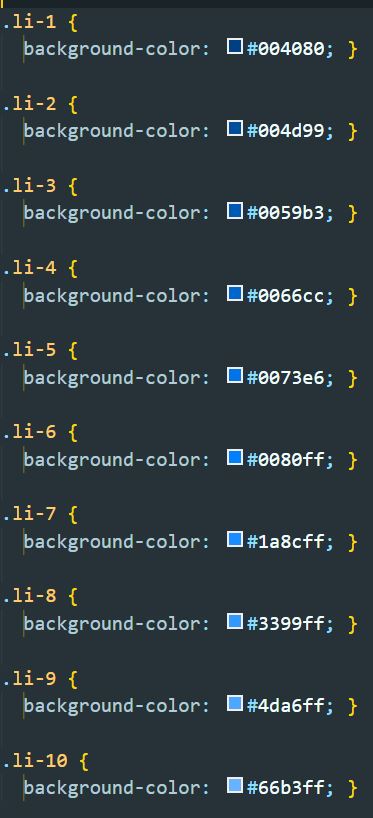 .li-1 {
background-color: #004080; }
.li-2 {
background-color: #004d99; }
.li-3 {
background-color: #0059b3; }
.li-4 {
background-color: #0066cc; }
.li-5 {
background-color: #0073e6; }
.li-6 {
background-color: #0080ff; }
.li-7 {
background-color: #1a8cff; }
.li-8 {
background-color: #3399ff; }
.li-9 {
background-color: #4da6ff; }
.li-10 {
background-color: #66b3ff; }